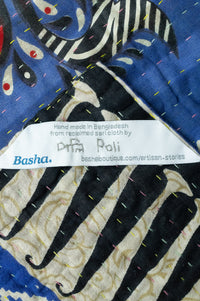 Hand made in Bangladesh
from reclaimed sari cloth by
Poli
Basha.
bashaboutique.com/artisan-stories